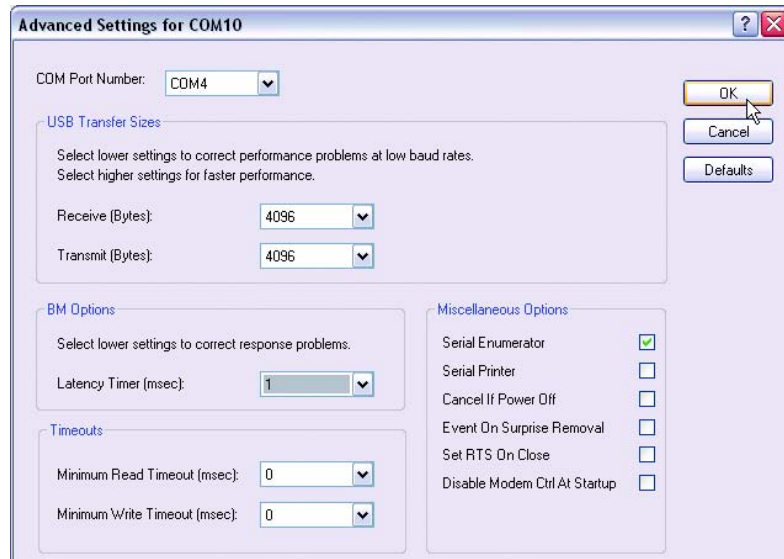 Advanced Settings for COM10
COM Port Number: COM4
OK
Cancel
Defaults
USB Transfer Sizes
Select lower settings to correct performance problems at low baud rates.
Select higher settings for faster performance.
Receive (Bytes): 4096
Transmit (Bytes): 4096
BM Options
Select lower settings to correct response problems.
Latency Timer (msec): 1
Timeouts
Minimum Read Timeout (msec): 0
Minimum Write Timeout (msec): 0
Miscellaneous Options
Serial Enumerator
Serial Printer
Cancel If Power Off
Event On Surprise Removal
Set RTS On Close
Disable Modem Ctrl At Startup